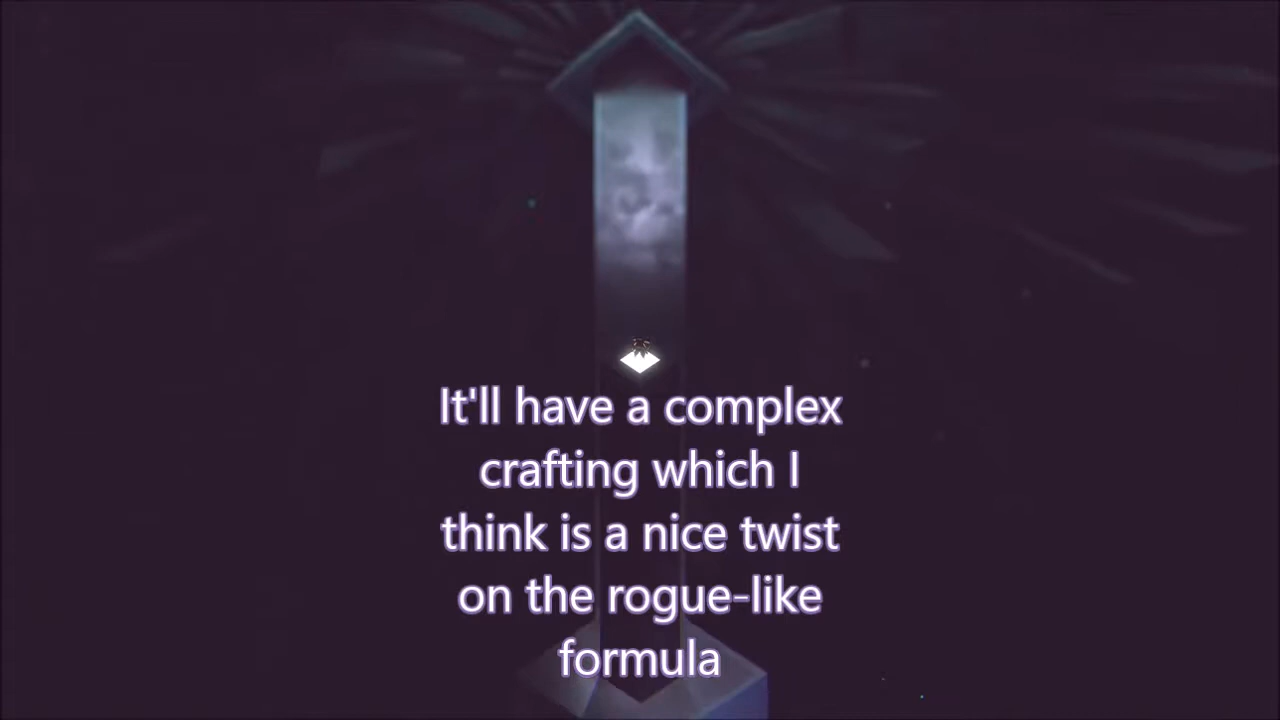 It'll have a complex
crafting which I
think is a nice twist
on the rogue-like
formula